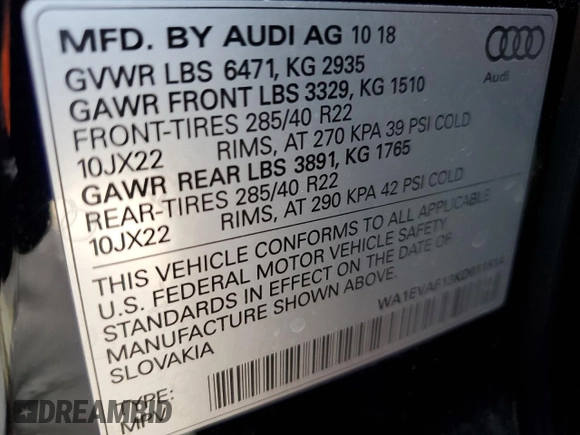 MFD. BY AUDI AG 10 18
GVWR LBS 6471, KG 2935
GAWR FRONT LBS 3329, KG 1510
FRONT-TIRES 285/40 R22
10JX22 RIMS, AT 270 KPA 39 PSI COLD
GAWR REAR LBS 3891, KG 1765
REAR-TIRES 285/40 R22
10JX22 RIMS, AT 290 KPA 42 PSI COLD
Audi
THIS VEHICLE CONFORMS TO ALL APPLICABLE
U.S. FEDERAL MOTOR VEHICLE SAFETY
STANDARDS IN EFFECT ON THE DATE OF
MANUFACTURE SHOWN ABOVE.
SLOVAKIA
TYPE:
MPV
DREAMBID